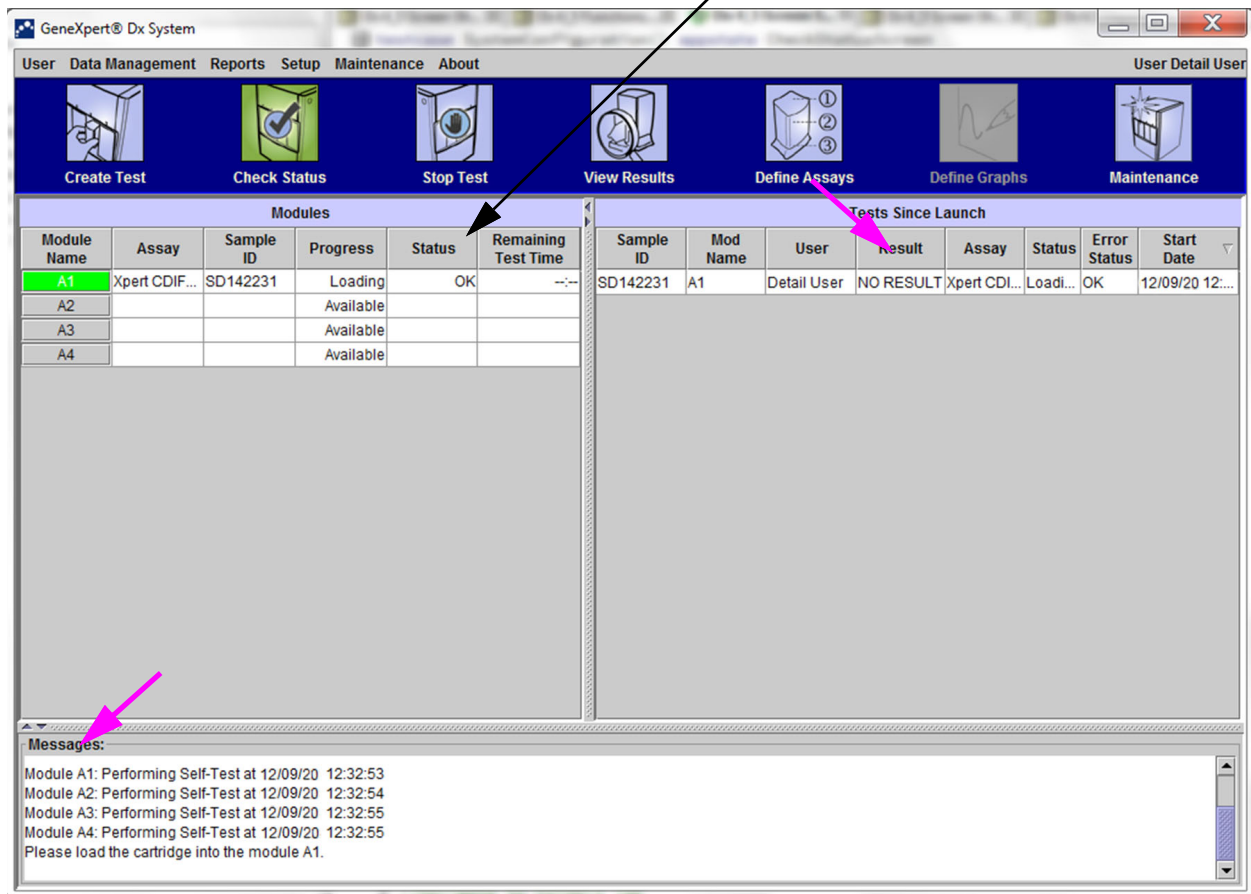 GeneXpert® Dx System
User Data Management Reports Setup Maintenance About User Detail User
Create Test Check Status Stop Test View Results Define Assays Define Graphs Maintenance
Modules
Module Name Assay Sample ID Progress Status Remaining Test Time
A1 Xpert CDIF... SD142231 Loading OK --:--
A2 Available
A3 Available
A4 Available
Tests Since Launch
Sample ID Mod Name User Result Assay Status Error Status Start Date
SD142231 A1 Detail User NO RESULT Xpert CDI... Loadi... OK 12/09/20 12:...
Messages:
Module A1: Performing Self-Test at 12/09/20 12:32:53
Module A2: Performing Self-Test at 12/09/20 12:32:54
Module A3: Performing Self-Test at 12/09/20 12:32:55
Module A4: Performing Self-Test at 12/09/20 12:32:55
Please load the cartridge into the module A1.